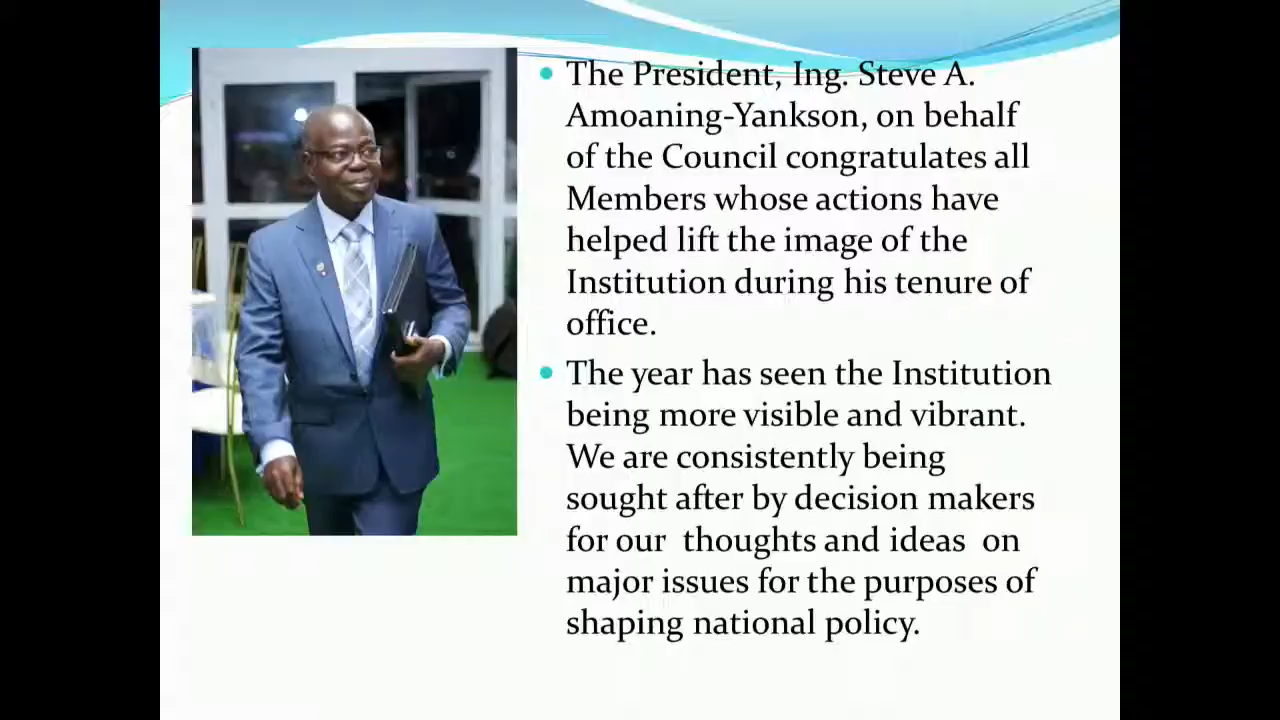 The President, Ing. Steve A.
Amoaning-Yankson, on behalf
of the Council congratulates all
Members whose actions have
helped lift the image of the
Institution during his tenure of
office.
The year has seen the Institution
being more visible and vibrant.
We are consistently being
sought after by decision makers
for our thoughts and ideas on
major issues for the purposes of
shaping national policy.